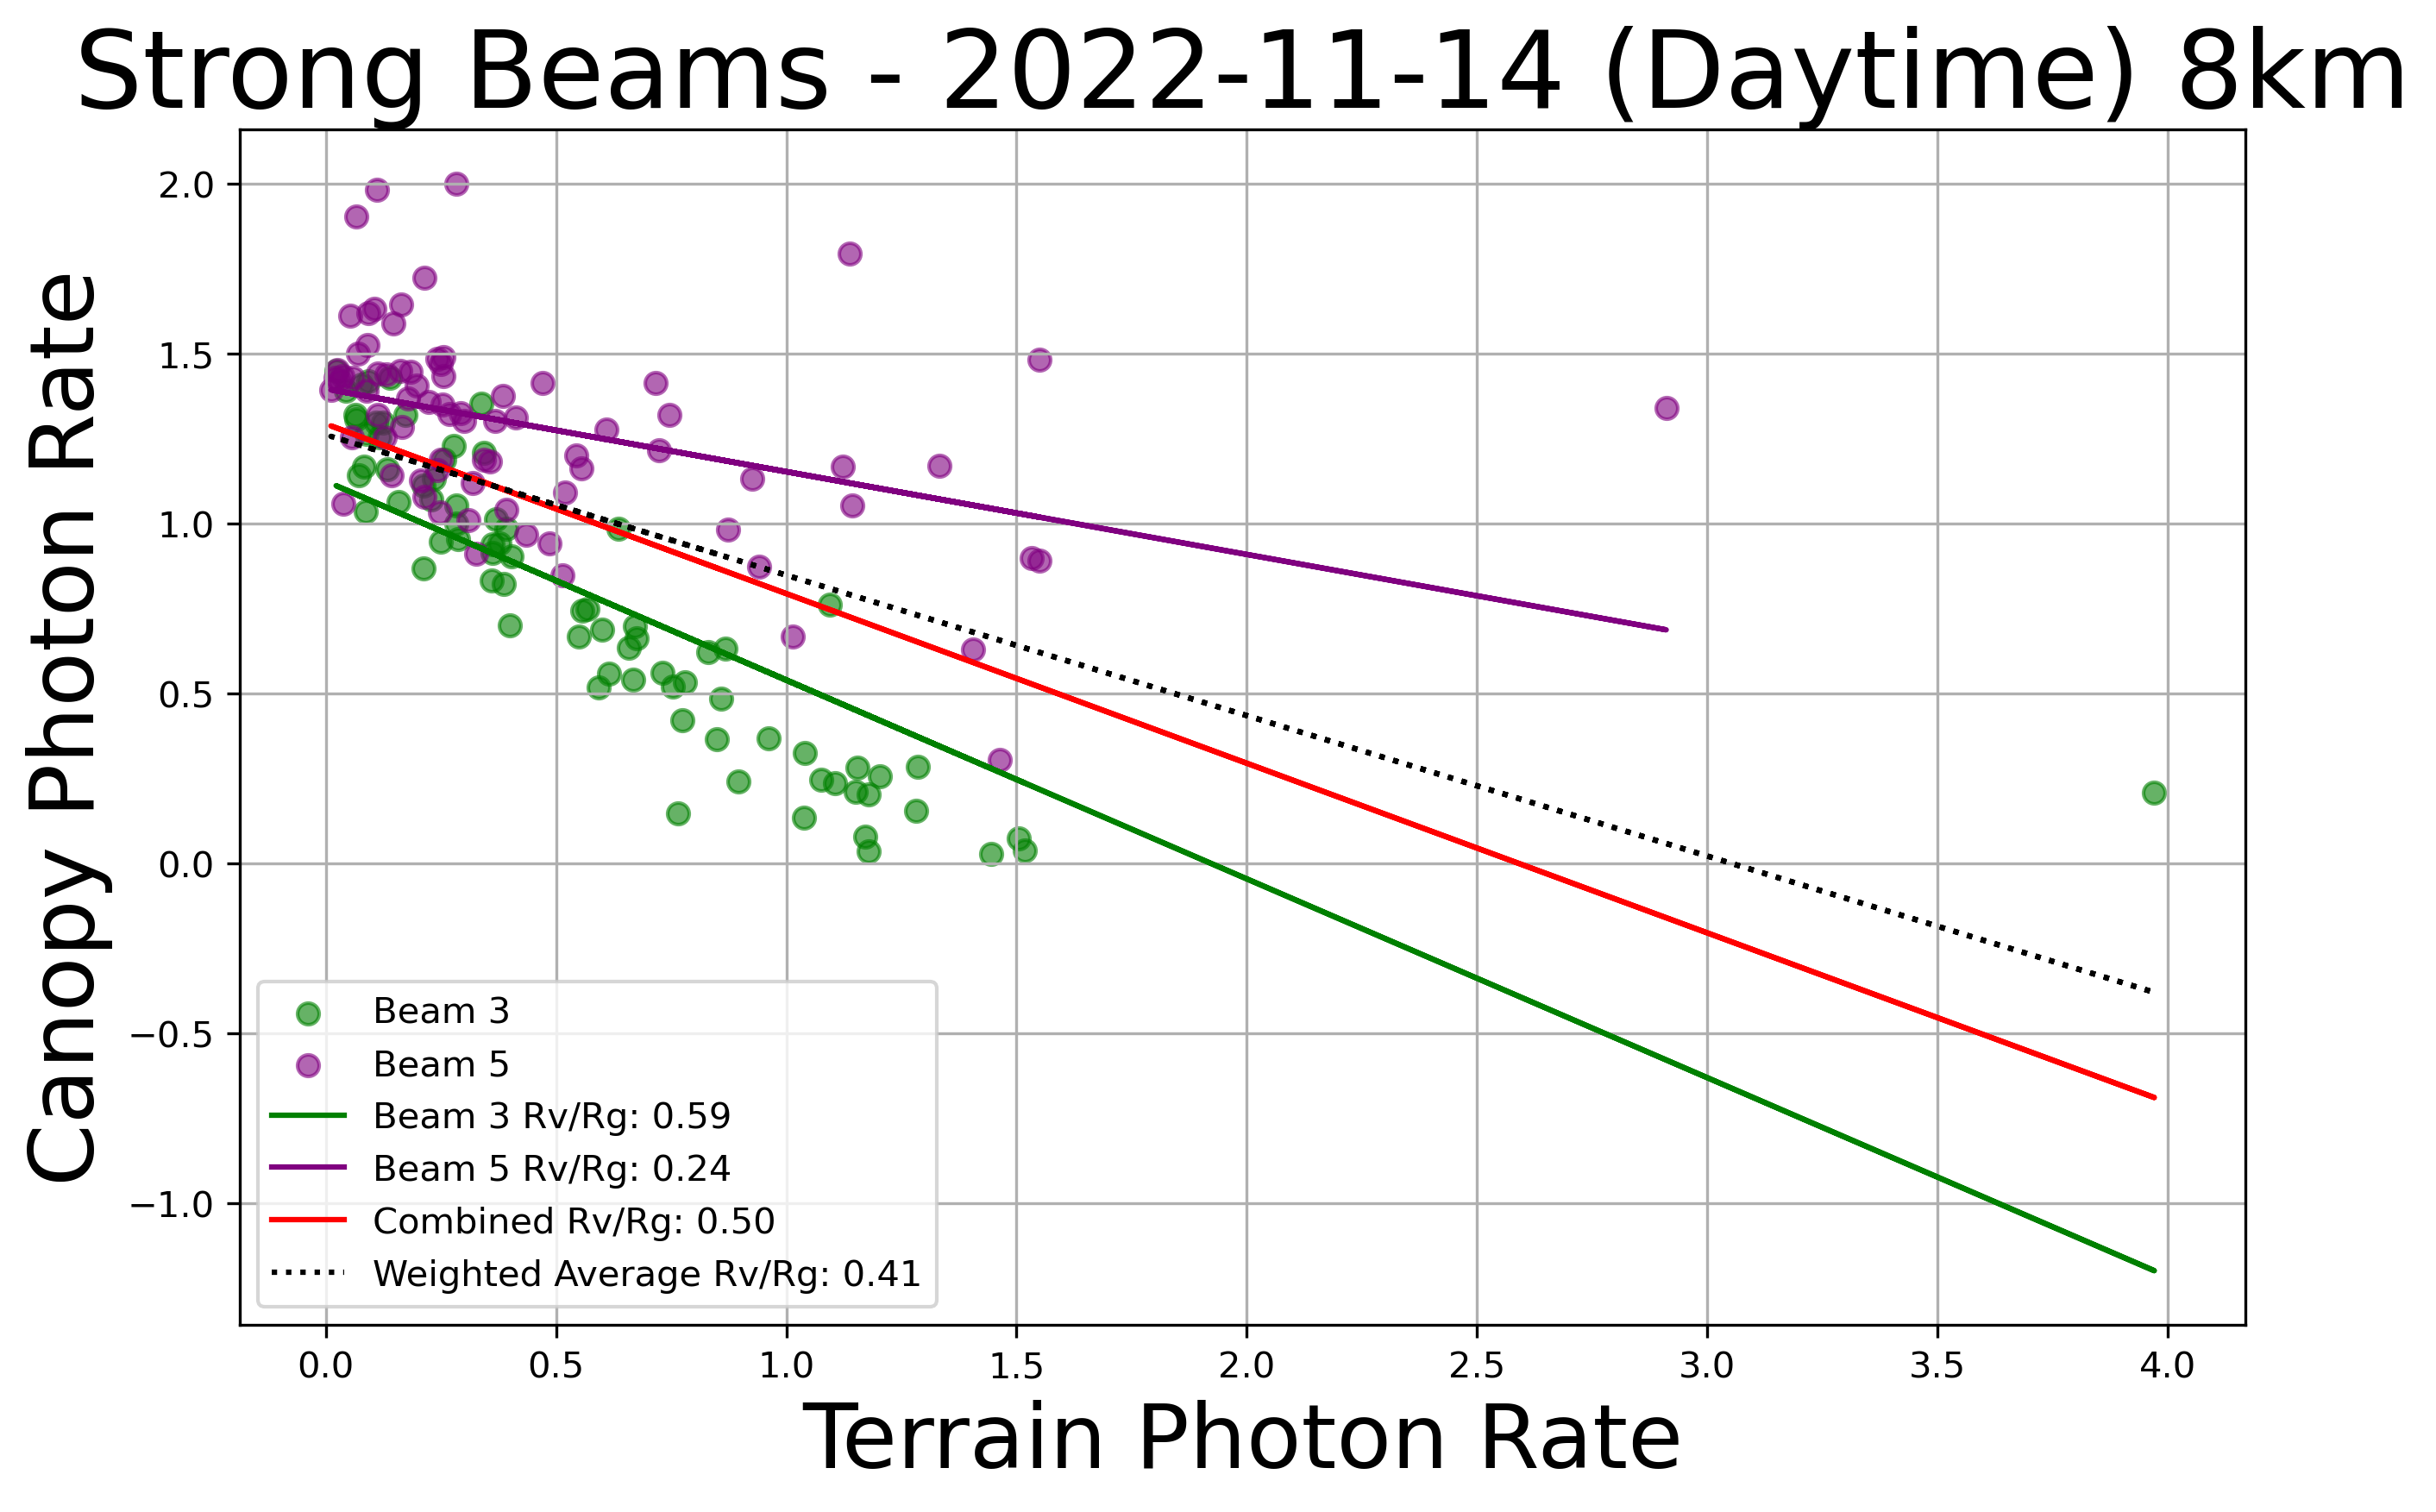 Strong Beams - 2022-11-14 (Daytime) 8km
Canopy Photon Rate
2.0
1.5
1.0
0.5
0.0
−0.5
−1.0
Beam 3
Beam 5
Beam 3 Rv/Rg: 0.59
Beam 5 Rv/Rg: 0.24
Combined Rv/Rg: 0.50
Weighted Average Rv/Rg: 0.41
0.0 0.5 1.0 1.5 2.0 2.5 3.0 3.5 4.0
Terrain Photon Rate